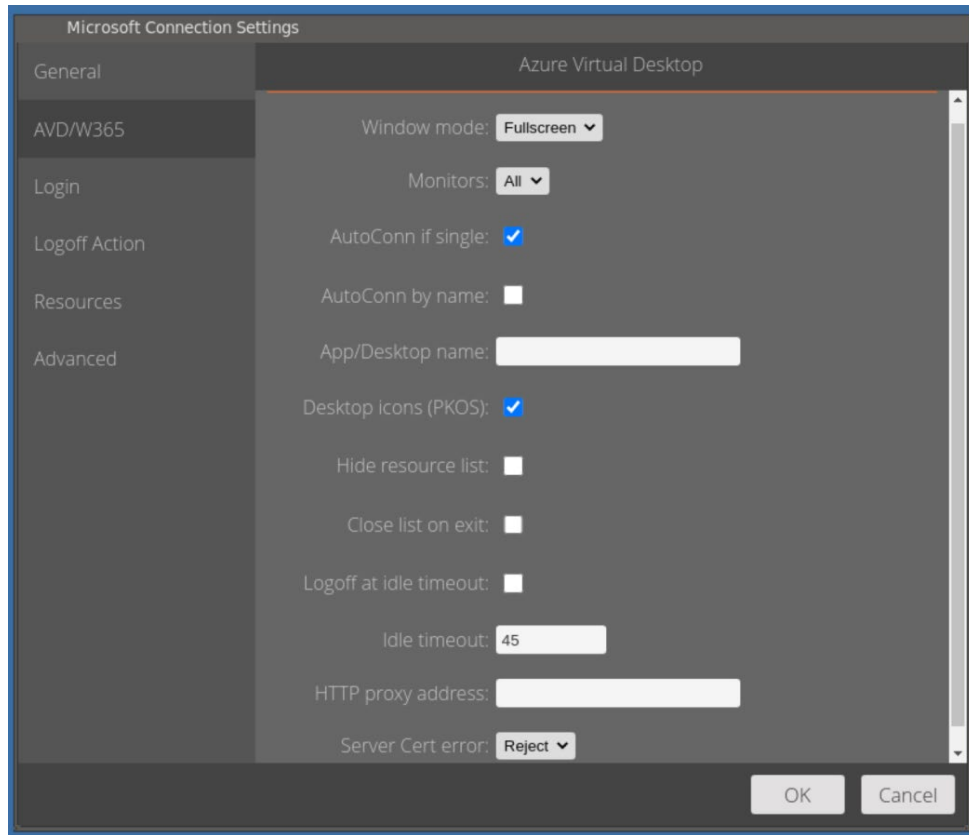 Microsoft Connection Settings
General
AVD/W365
Login
Logoff Action
Resources
Advanced
Azure Virtual Desktop
Window mode: Fullscreen
Monitors: All
AutoConn if single:
AutoConn by name:
App/Desktop name:
Desktop icons (PKOS):
Hide resource list:
Close list on exit:
Logoff at idle timeout:
Idle timeout: 45
HTTP proxy address:
Server Cert error: Reject
OK Cancel